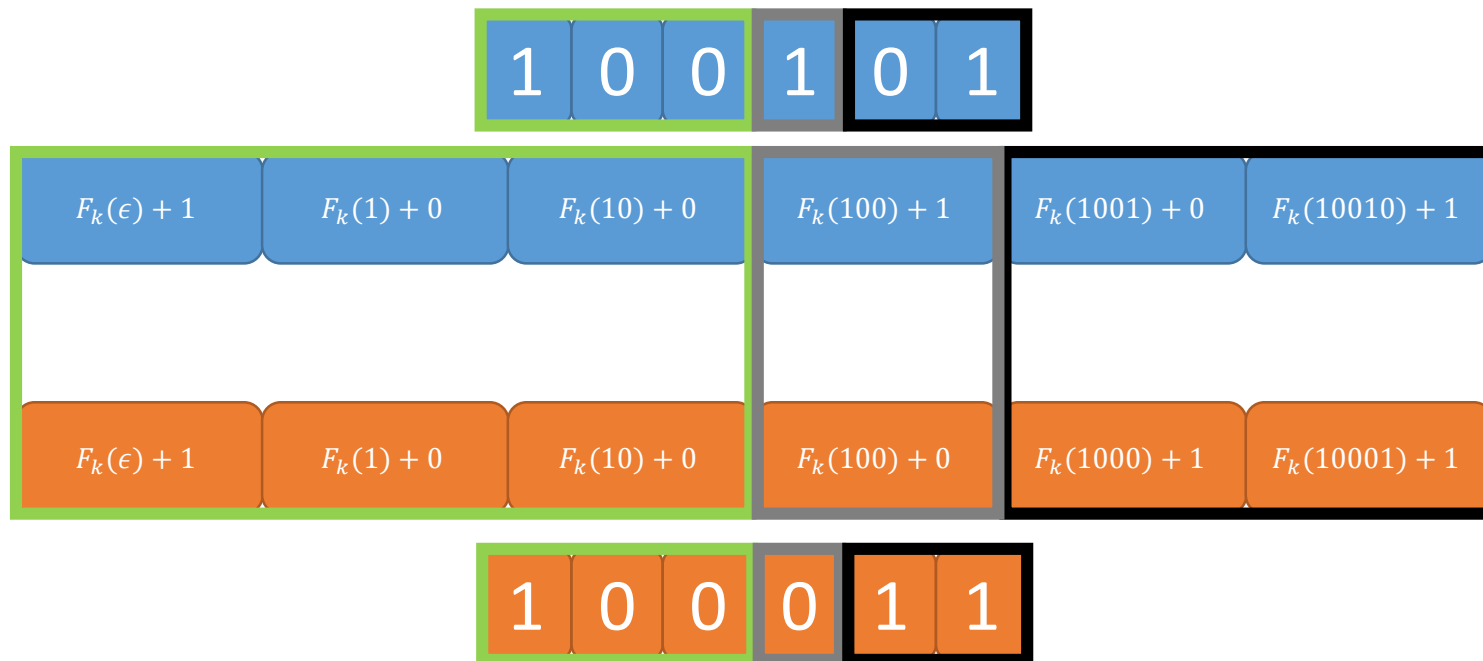 1 0 0 1 0 1
F_k(ϵ) + 1 F_k(1) + 0 F_k(10) + 0 F_k(100) + 1 F_k(1001) + 0 F_k(10010) + 1
F_k(ϵ) + 1 F_k(1) + 0 F_k(10) + 0 F_k(100) + 0 F_k(1000) + 1 F_k(10001) + 1
1 0 0 0 1 1